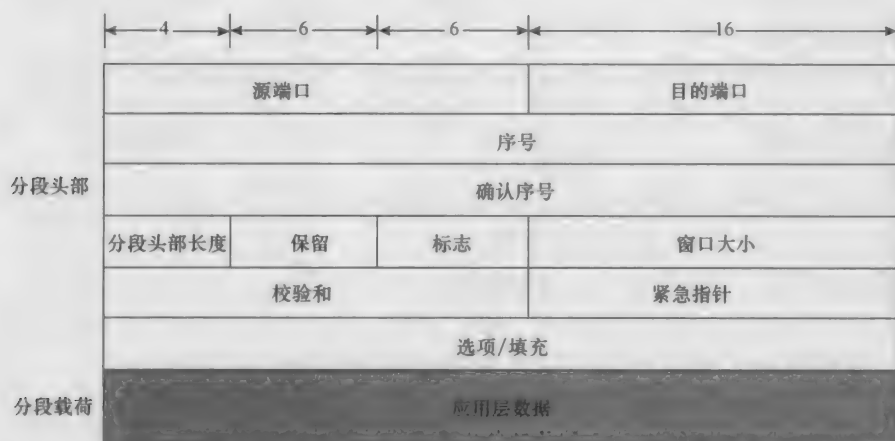 4 6 6 16
源端口 目的端口
序号
分段头部
确认序号
分段头部长度 保留 标志 窗口大小
校验和 紧急指针
选项/填充
分段载荷 应用层数据